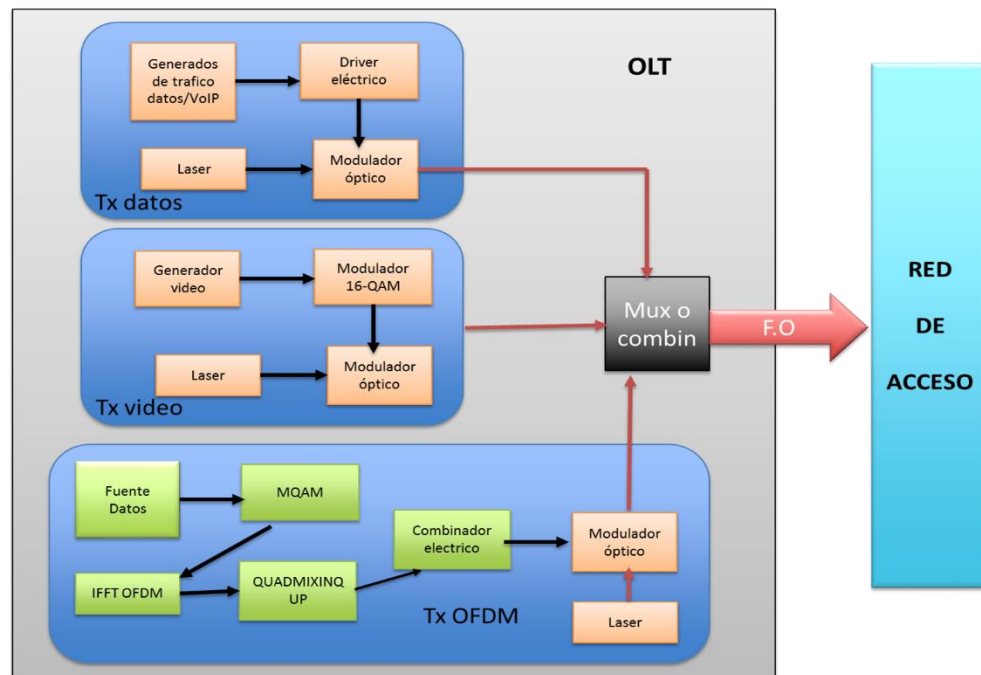 OLT
Generados
de trafico
datos/VoIP
Driver
eléctrico
Laser
Modulador
óptico
Tx datos
Generador
video
Modulador
16-QAM
Laser
Modulador
óptico
Tx video
Mux o
combin
F.O
RED
DE
ACCESO
Fuente
Datos
MQAM
IFFT OFDM
QUADMIXINQ
UP
Combinador
electrico
Modulador
óptico
Laser
Tx OFDM